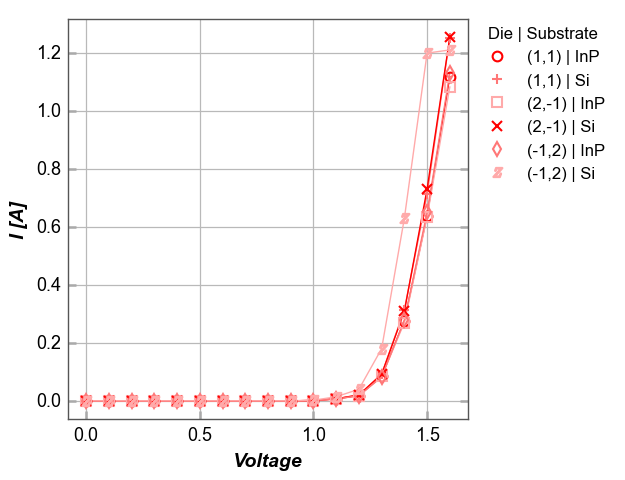 Die | Substrate
(1,1) | InP
(1,1) | Si
(2,-1) | InP
(2,-1) | Si
(-1,2) | InP
(-1,2) | Si
1.2
1.0
0.8
0.6
0.4
0.2
0.0
I [A]
0.0 0.5 1.0 1.5
Voltage